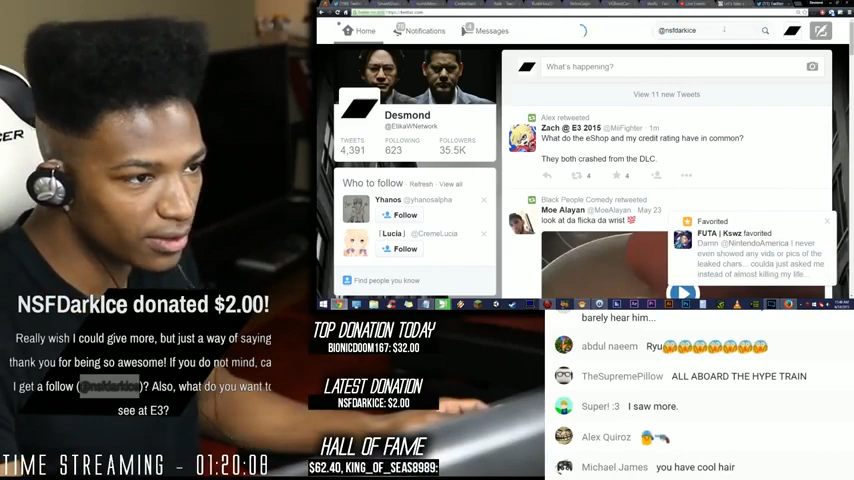 Home
Notifications
Messages
@nsfdarkice
Desmond
@EtikaWNetwork
TWEETS FOLLOWING FOLLOWERS
4,391 623 35.5K
Who to follow · Refresh · View all
Yhanos @yhanosalpha
Follow
Lucia @CremeLucia
Follow
Find people you know
What's happening?
View 11 new Tweets
Alex retweeted
Zach @ E3 2015 @MiiFighter · 1m
What do the eShop and my credit rating have in common?
They both crashed from the DLC.
4 4
Black People Comedy retweeted
Moe Alayan @MoeAlayan · May 23
look at da flicka da wrist 💯
Favorited
FUTA | Kswz favorited
Damn @NintendoAmerica I never
even showed any vids or pics of the
leaked chars... coulda just asked me
instead of almost killing my life...
NSFDarkIce donated $2.00!
Really wish I could give more, but just a way of saying
thank you for being so awesome! If you do not mind, ca
I get a follow (@nsfdarkice)? Also, what do you want to
see at E3?
TOP DONATION TODAY
BIONICDOOM167: $32.00
LATEST DONATION
NSFDARKICE: $2.00
HALL OF FAME
$62.40, KING_OF_SEAS8989:
TIME STREAMING - 01:20:08
barely hear him...
abdul naeem Ryu😱😱😱😱😱😱😱
TheSupremePillow ALL ABOARD THE HYPE TRAIN
Super! :3 I saw more.
Alex Quiroz
Michael James you have cool hair